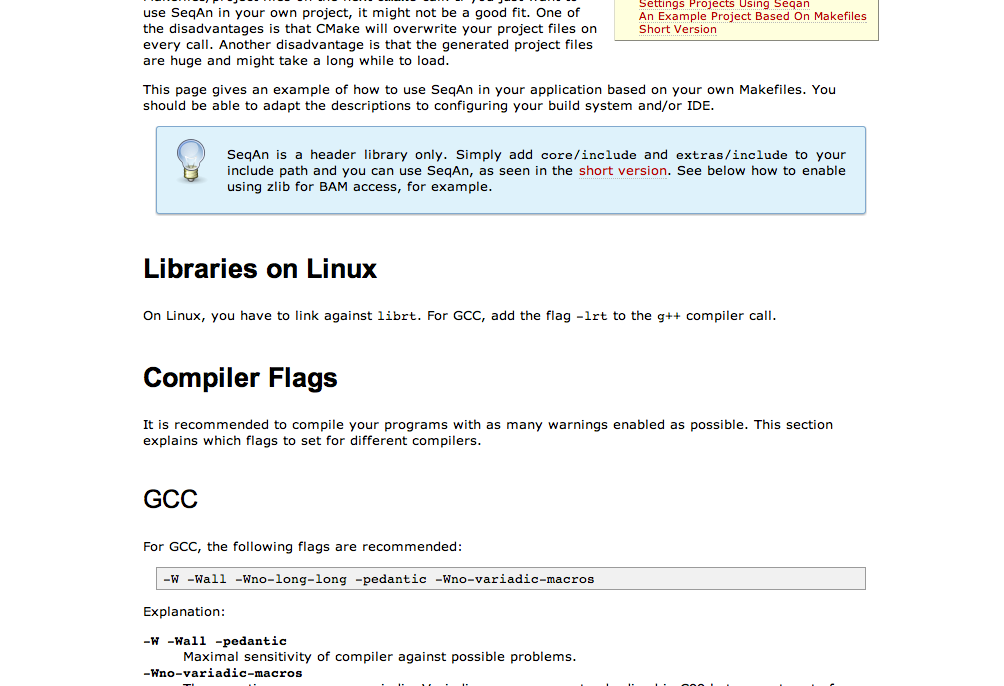 use SeqAn in your own project, it might not be a good fit. One of
the disadvantages is that CMake will overwrite your project files on
every call. Another disadvantage is that the generated project files
are huge and might take a long while to load.
Settings Projects Using Seqan
An Example Project Based On Makefiles
Short Version
This page gives an example of how to use SeqAn in your application based on your own Makefiles. You
should be able to adapt the descriptions to configuring your build system and/or IDE.
SeqAn is a header library only. Simply add core/include and extras/include to your
include path and you can use SeqAn, as seen in the short version. See below how to enable
using zlib for BAM access, for example.
Libraries on Linux
On Linux, you have to link against librt. For GCC, add the flag -lrt to the g++ compiler call.
Compiler Flags
It is recommended to compile your programs with as many warnings enabled as possible. This section
explains which flags to set for different compilers.
GCC
For GCC, the following flags are recommended:
-W -Wall -Wno-long-long -pedantic -Wno-variadic-macros
Explanation:
-W -Wall -pedantic
Maximal sensitivity of compiler against possible problems.
-Wno-variadic-macros